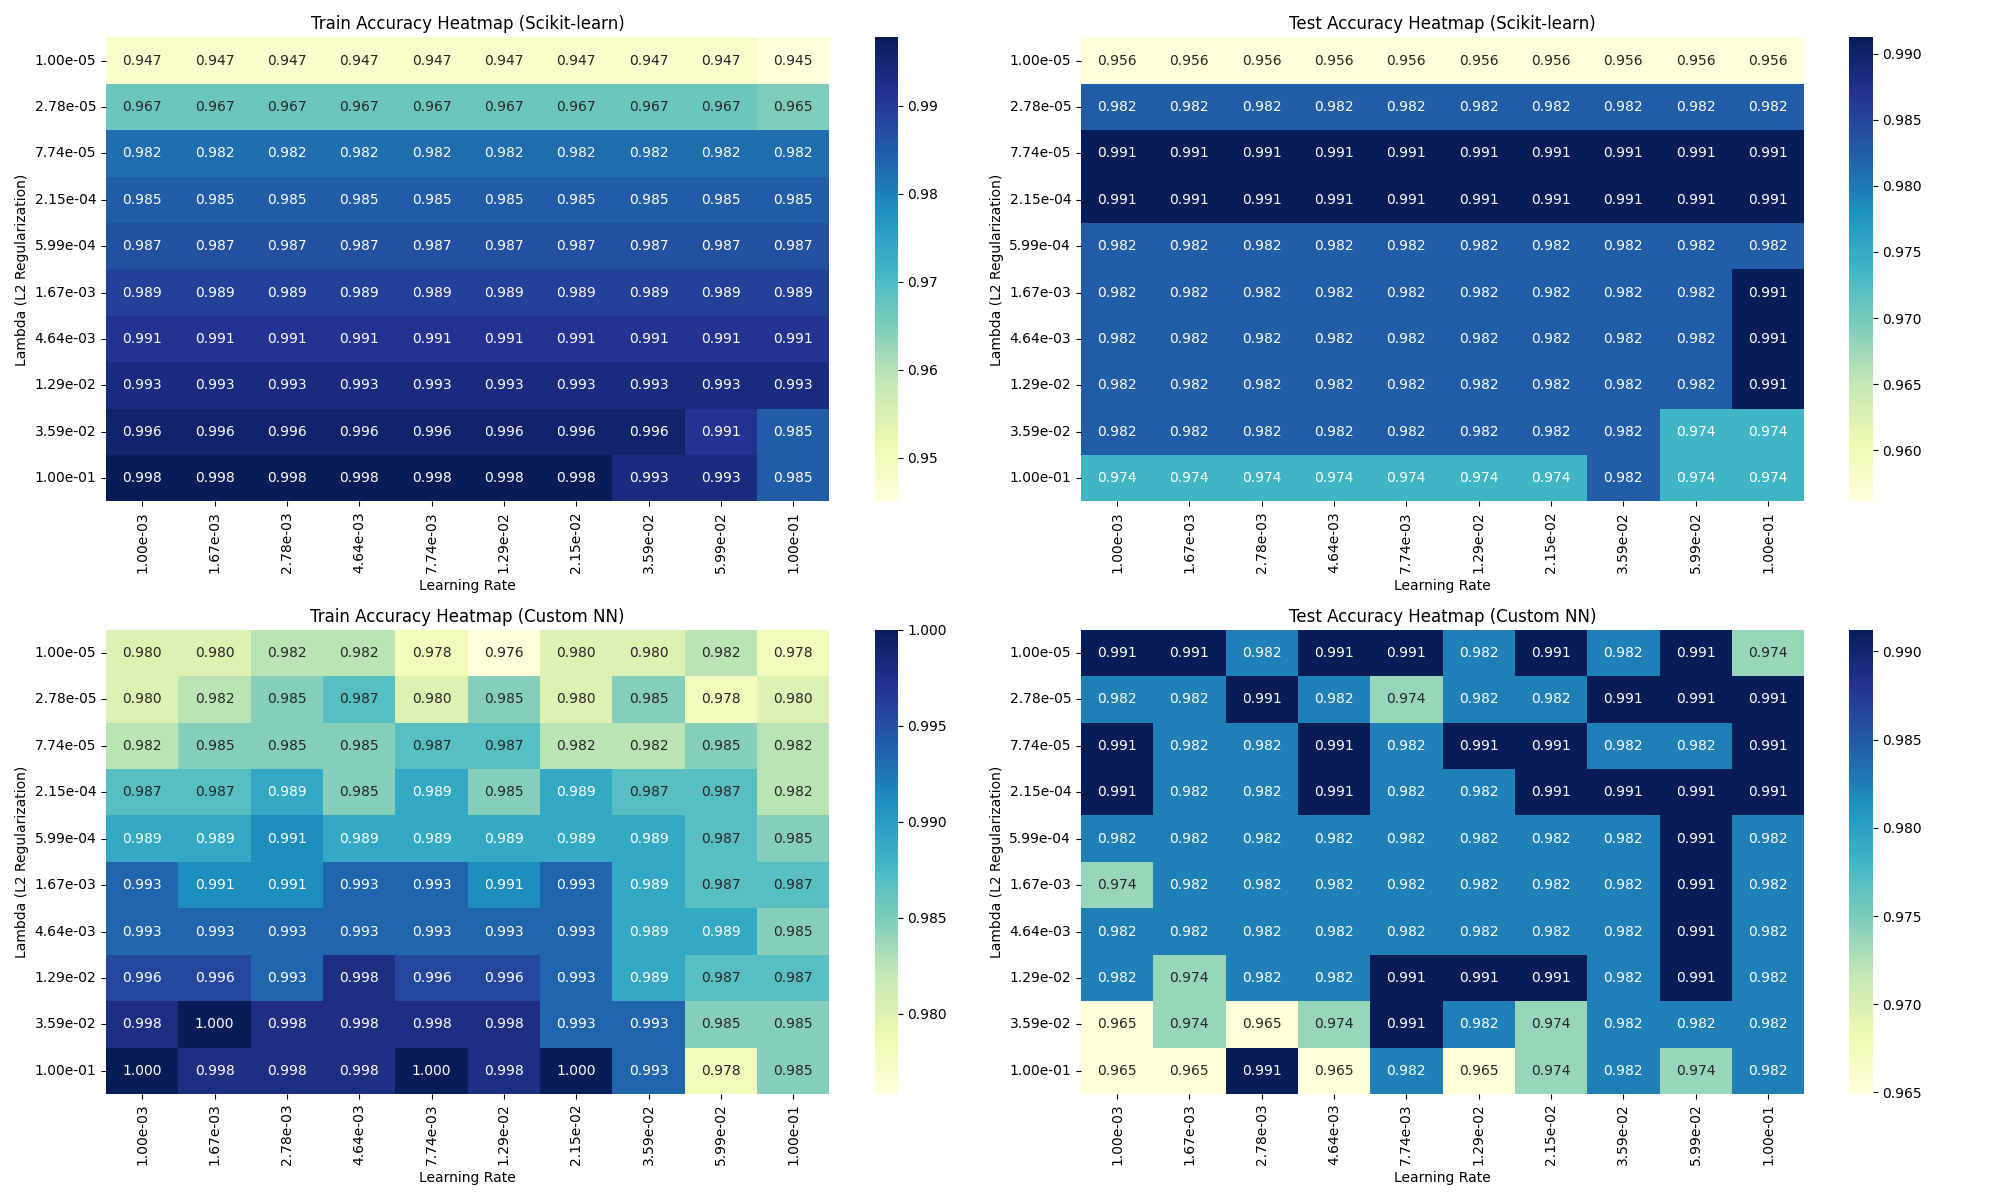 Train Accuracy Heatmap (Scikit-learn)
Lambda (L2 Regularization)
1.00e-05 0.947 0.947 0.947 0.947 0.947 0.947 0.947 0.947 0.947 0.945
2.78e-05 0.967 0.967 0.967 0.967 0.967 0.967 0.967 0.967 0.967 0.965
7.74e-05 0.982 0.982 0.982 0.982 0.982 0.982 0.982 0.982 0.982 0.982
2.15e-04 0.985 0.985 0.985 0.985 0.985 0.985 0.985 0.985 0.985 0.985
5.99e-04 0.987 0.987 0.987 0.987 0.987 0.987 0.987 0.987 0.987 0.987
1.67e-03 0.989 0.989 0.989 0.989 0.989 0.989 0.989 0.989 0.989 0.989
4.64e-03 0.991 0.991 0.991 0.991 0.991 0.991 0.991 0.991 0.991 0.991
1.29e-02 0.993 0.993 0.993 0.993 0.993 0.993 0.993 0.993 0.993 0.993
3.59e-02 0.996 0.996 0.996 0.996 0.996 0.996 0.996 0.996 0.991 0.985
1.00e-01 0.998 0.998 0.998 0.998 0.998 0.998 0.998 0.993 0.993 0.985
1.00e-03 1.67e-03 2.78e-03 4.64e-03 7.74e-03 1.29e-02 2.15e-02 3.59e-02 5.99e-02 1.00e-01
Learning Rate
0.99
0.98
0.97
0.96
0.95
Test Accuracy Heatmap (Scikit-learn)
Lambda (L2 Regularization)
1.00e-05 0.956 0.956 0.956 0.956 0.956 0.956 0.956 0.956 0.956 0.956
2.78e-05 0.982 0.982 0.982 0.982 0.982 0.982 0.982 0.982 0.982 0.982
7.74e-05 0.991 0.991 0.991 0.991 0.991 0.991 0.991 0.991 0.991 0.991
2.15e-04 0.991 0.991 0.991 0.991 0.991 0.991 0.991 0.991 0.991 0.991
5.99e-04 0.982 0.982 0.982 0.982 0.982 0.982 0.982 0.982 0.982 0.982
1.67e-03 0.982 0.982 0.982 0.982 0.982 0.982 0.982 0.982 0.982 0.991
4.64e-03 0.982 0.982 0.982 0.982 0.982 0.982 0.982 0.982 0.982 0.991
1.29e-02 0.982 0.982 0.982 0.982 0.982 0.982 0.982 0.982 0.982 0.991
3.59e-02 0.982 0.982 0.982 0.982 0.982 0.982 0.982 0.982 0.974 0.974
1.00e-01 0.974 0.974 0.974 0.974 0.974 0.974 0.974 0.982 0.974 0.974
1.00e-03 1.67e-03 2.78e-03 4.64e-03 7.74e-03 1.29e-02 2.15e-02 3.59e-02 5.99e-02 1.00e-01
Learning Rate
0.990
0.985
0.980
0.975
0.970
0.965
0.960
Train Accuracy Heatmap (Custom NN)
Lambda (L2 Regularization)
1.00e-05 0.980 0.980 0.982 0.982 0.978 0.976 0.980 0.980 0.982 0.978
2.78e-05 0.980 0.982 0.985 0.987 0.980 0.985 0.980 0.985 0.978 0.980
7.74e-05 0.982 0.985 0.985 0.985 0.987 0.987 0.982 0.982 0.985 0.982
2.15e-04 0.987 0.987 0.989 0.985 0.989 0.985 0.989 0.987 0.987 0.982
5.99e-04 0.989 0.989 0.991 0.989 0.989 0.989 0.989 0.989 0.987 0.985
1.67e-03 0.993 0.991 0.991 0.993 0.993 0.991 0.993 0.989 0.987 0.987
4.64e-03 0.993 0.993 0.993 0.993 0.993 0.993 0.993 0.989 0.989 0.985
1.29e-02 0.996 0.996 0.993 0.998 0.996 0.996 0.993 0.989 0.987 0.987
3.59e-02 0.998 1.000 0.998 0.998 0.998 0.998 0.993 0.993 0.985 0.985
1.00e-01 1.000 0.998 0.998 0.998 1.000 0.998 1.000 0.993 0.978 0.985
1.00e-03 1.67e-03 2.78e-03 4.64e-03 7.74e-03 1.29e-02 2.15e-02 3.59e-02 5.99e-02 1.00e-01
Learning Rate
1.000
0.995
0.990
0.985
0.980
Test Accuracy Heatmap (Custom NN)
Lambda (L2 Regularization)
1.00e-05 0.991 0.991 0.982 0.991 0.991 0.982 0.991 0.982 0.991 0.974
2.78e-05 0.982 0.982 0.991 0.982 0.974 0.982 0.982 0.991 0.991 0.991
7.74e-05 0.991 0.982 0.982 0.991 0.982 0.991 0.991 0.982 0.982 0.991
2.15e-04 0.991 0.982 0.982 0.991 0.982 0.982 0.991 0.991 0.991 0.991
5.99e-04 0.982 0.982 0.982 0.982 0.982 0.982 0.982 0.982 0.991 0.982
1.67e-03 0.974 0.982 0.982 0.982 0.982 0.982 0.982 0.982 0.991 0.982
4.64e-03 0.982 0.982 0.982 0.982 0.982 0.982 0.982 0.982 0.991 0.982
1.29e-02 0.982 0.974 0.982 0.982 0.991 0.991 0.991 0.982 0.991 0.982
3.59e-02 0.965 0.974 0.965 0.974 0.991 0.982 0.974 0.982 0.982 0.982
1.00e-01 0.965 0.965 0.991 0.965 0.982 0.965 0.974 0.982 0.974 0.982
1.00e-03 1.67e-03 2.78e-03 4.64e-03 7.74e-03 1.29e-02 2.15e-02 3.59e-02 5.99e-02 1.00e-01
Learning Rate
0.990
0.985
0.980
0.975
0.970
0.965